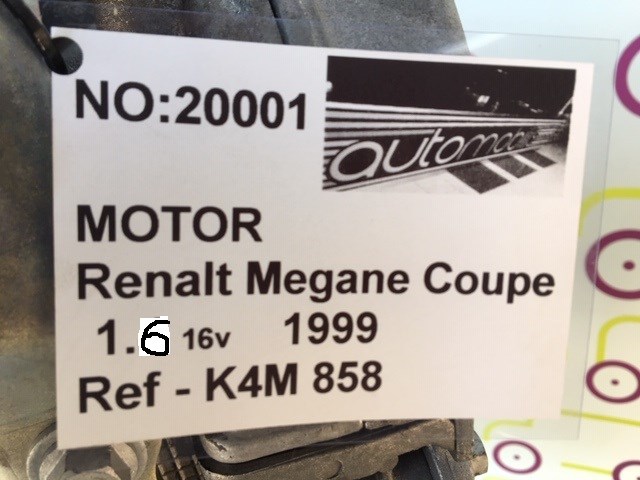 NO:20001
automobile
MOTOR
Renalt Megane Coupe
1.6 16v 1999
Ref - K4M 858